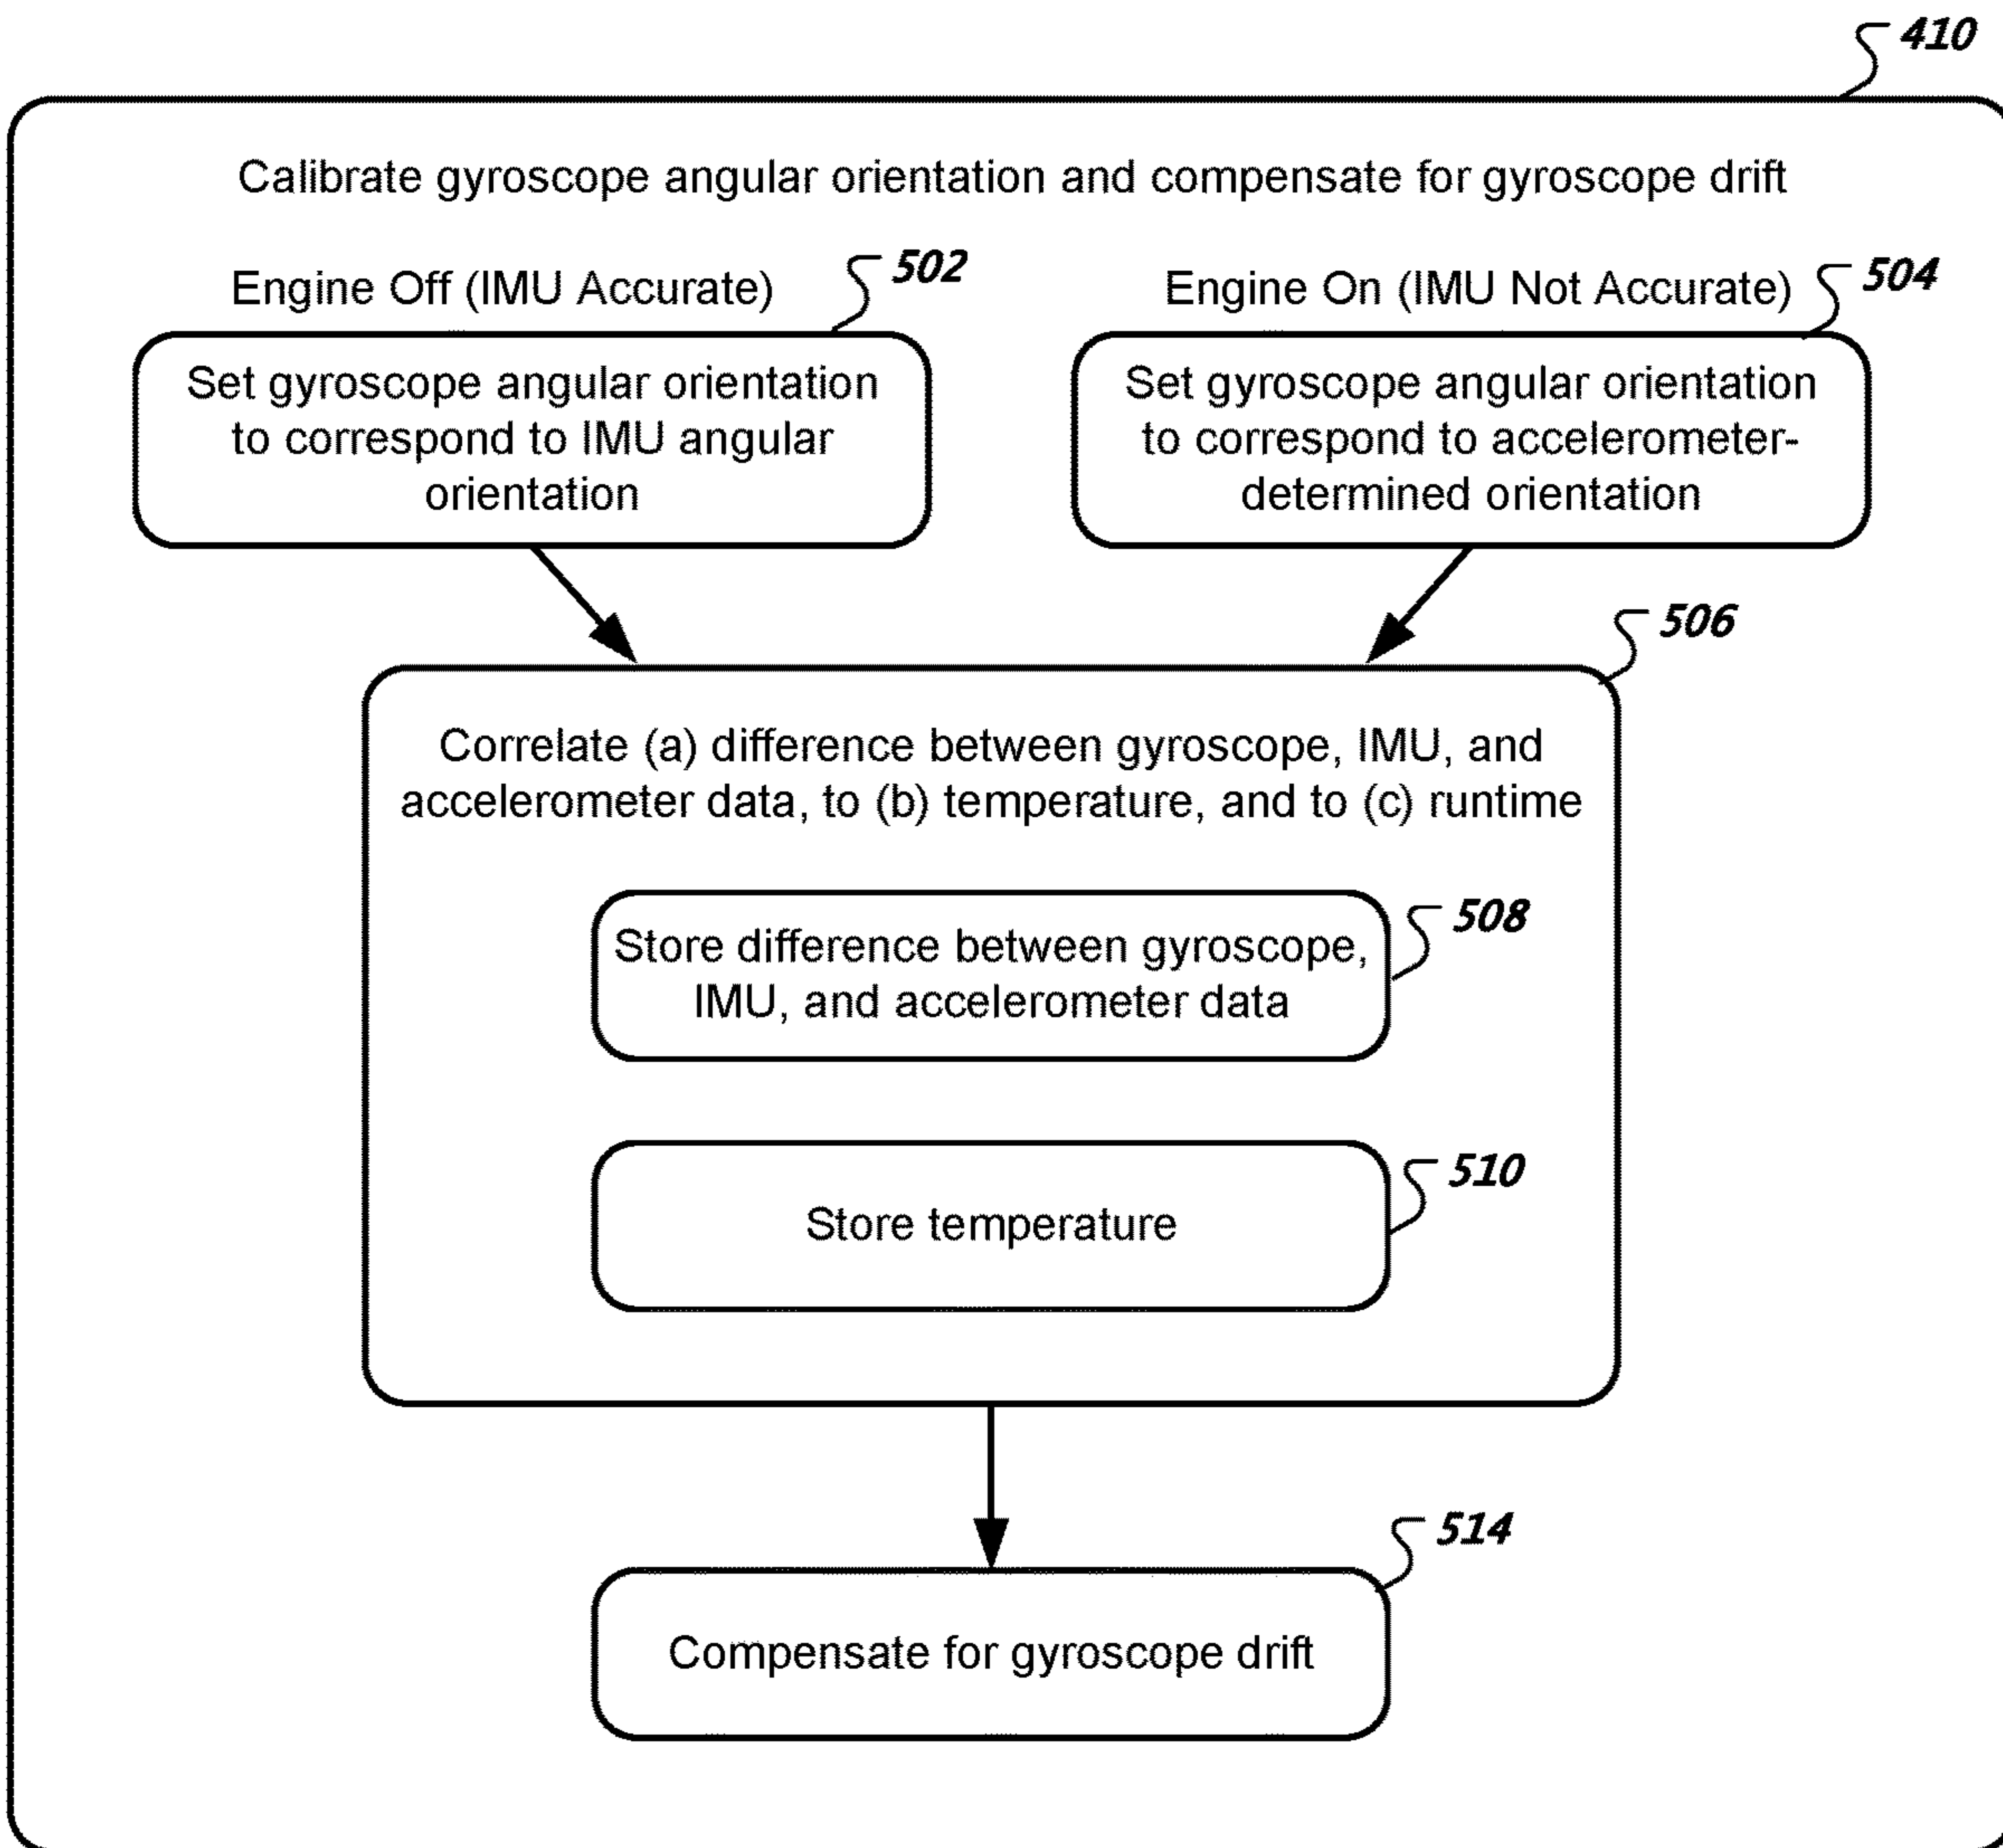 410
Calibrate gyroscope angular orientation and compensate for gyroscope drift
Engine Off (IMU Accurate)
502
Engine On (IMU Not Accurate)
504
Set gyroscope angular orientation
to correspond to IMU angular
orientation
Set gyroscope angular orientation
to correspond to accelerometer-
determined orientation
506
Correlate (a) difference between gyroscope, IMU, and
accelerometer data, to (b) temperature, and to (c) runtime
508
Store difference between gyroscope,
IMU, and accelerometer data
510
Store temperature
514
Compensate for gyroscope drift